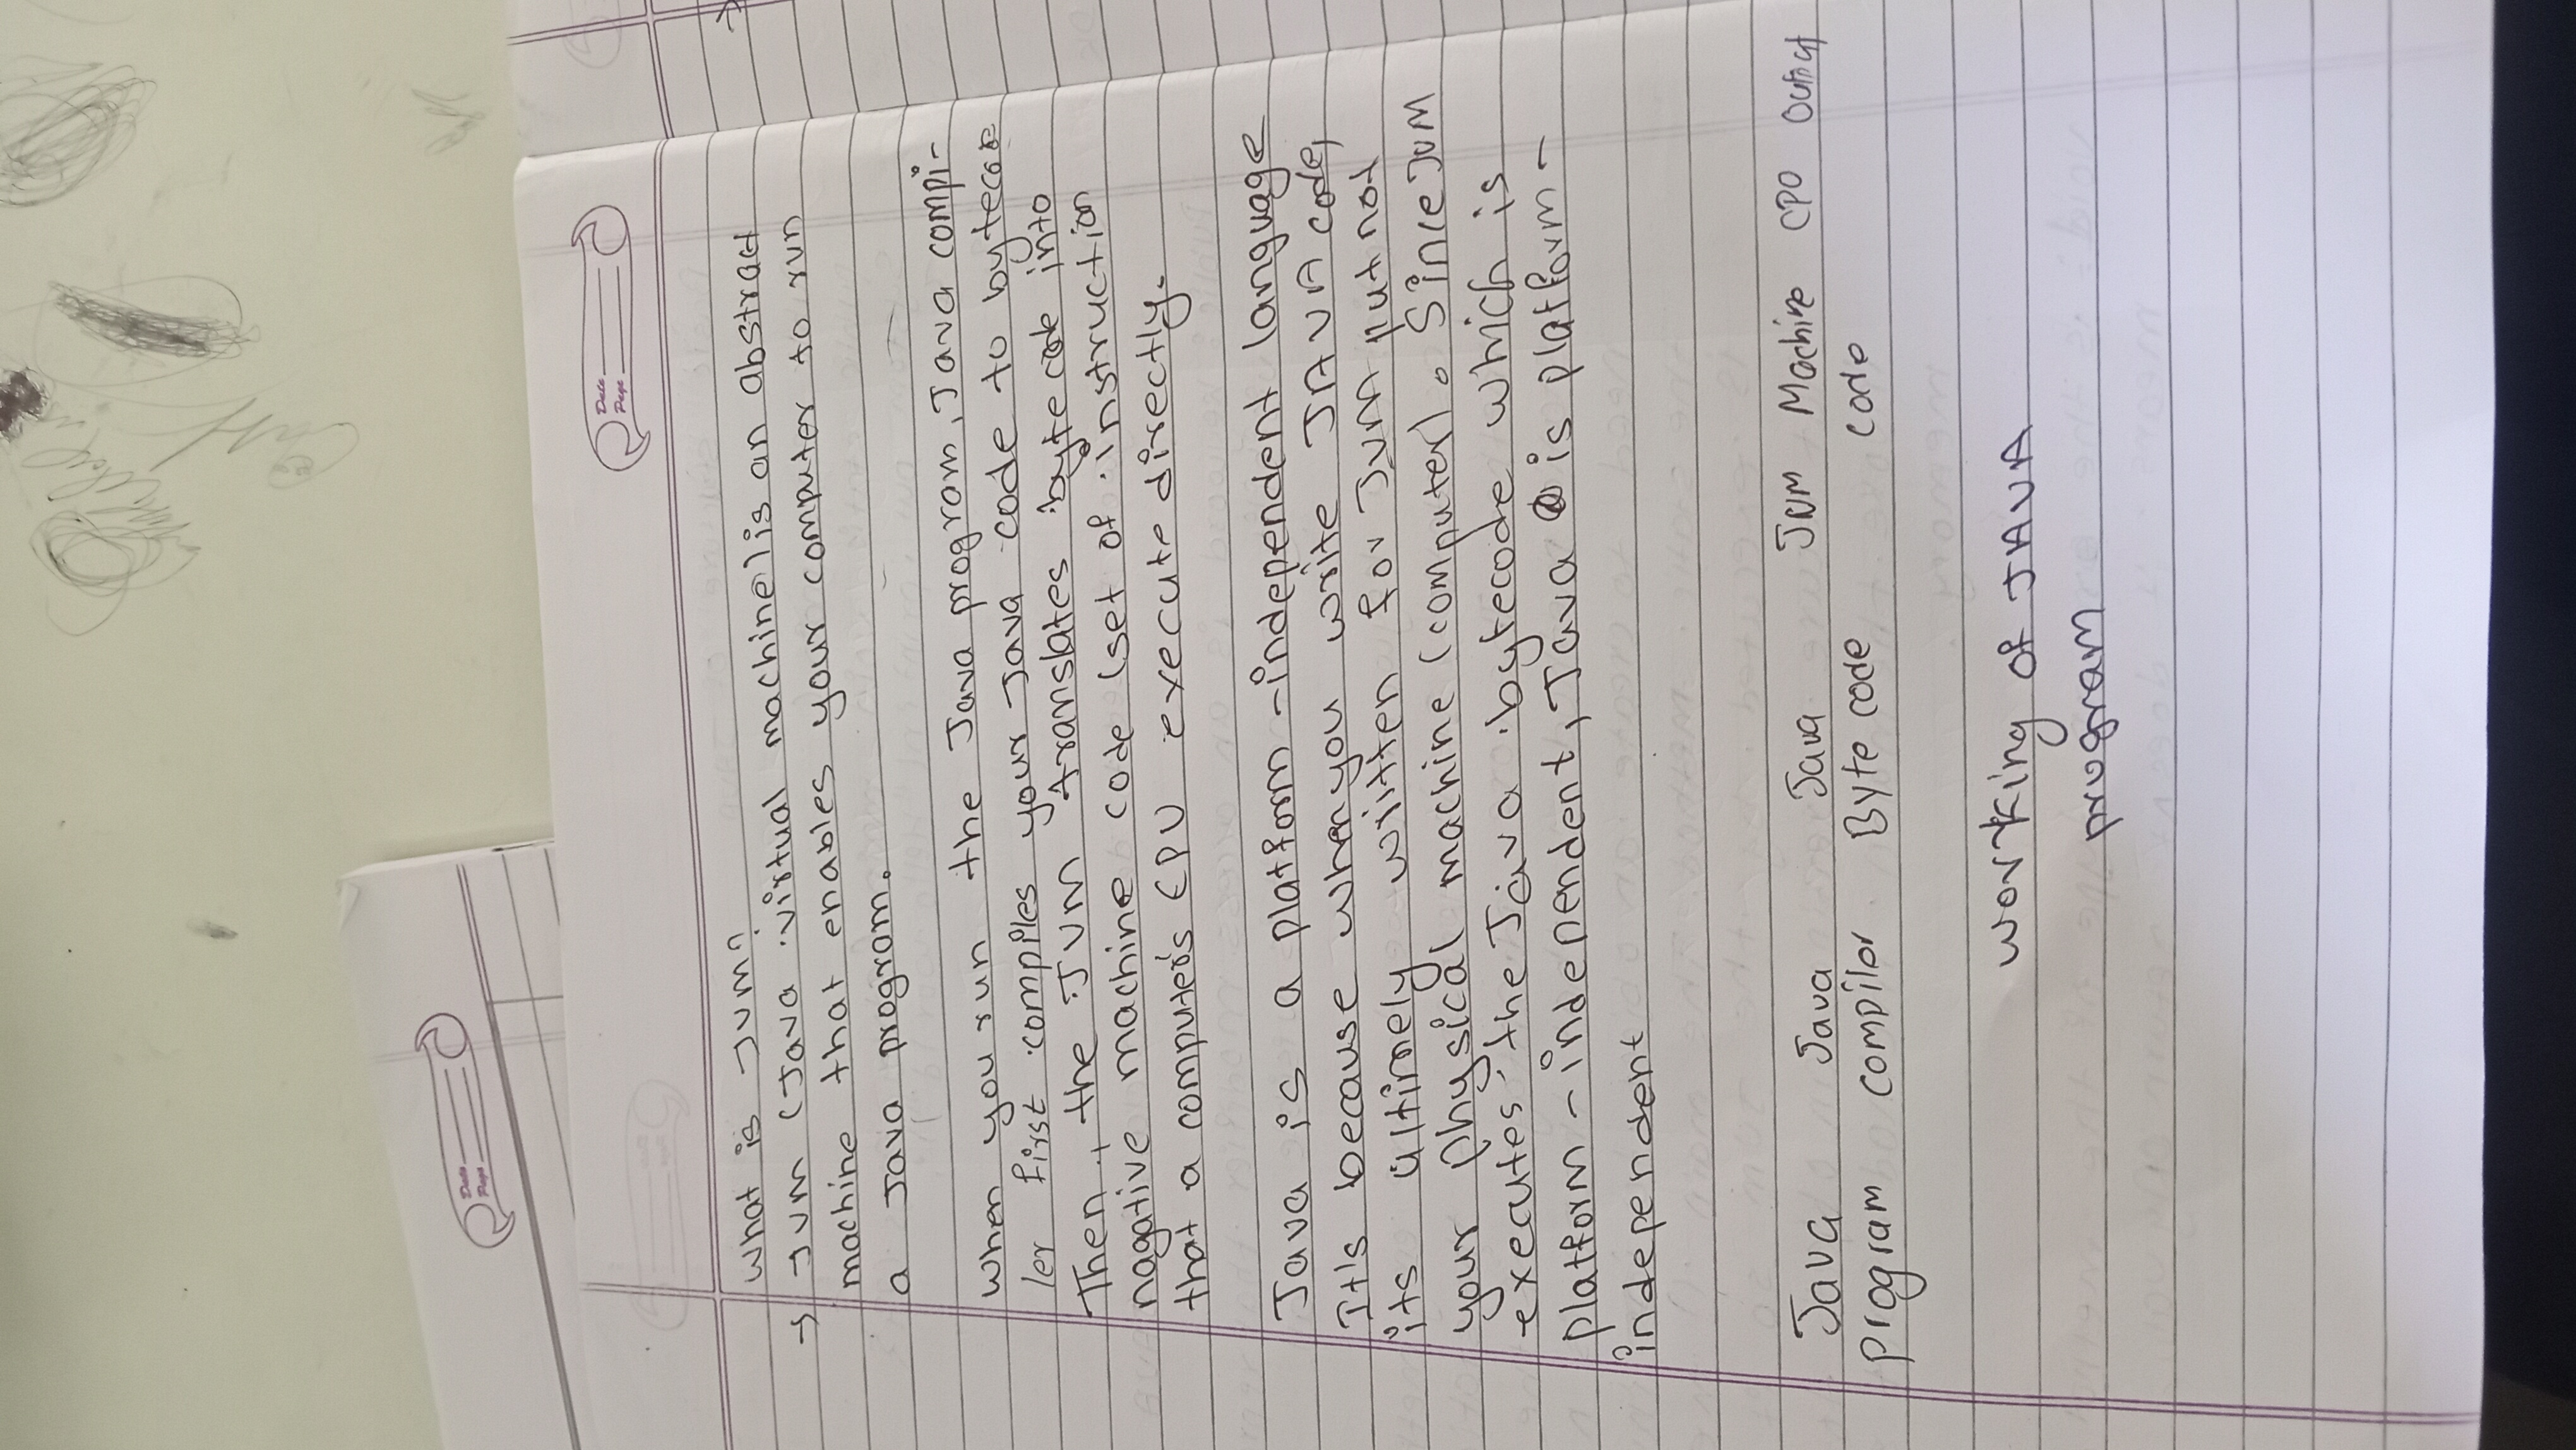 Date
Page
Date
Page
What is JVM?
→ JVM (Java virtual machine) is an abstract
machine that enables your computer to run
a Java program.
When you run the Java program, Java compi-
ler first compiles your Java code to bytecode
Then, the JVM translates bytecode into
nagative machine code (set of instruction
that a computer's CPU execute directly.
Java is a platform -independent language
It's because when you write JAVA code,
its ultimely written for JVM but not
your physical machine (computer). Since JVM
executes the Java bytecode which is
platform -independent, Java is platform -
independent
Java Java Java JVM Machine CPU Output
program compiler Byte code code
working of JAVA
program